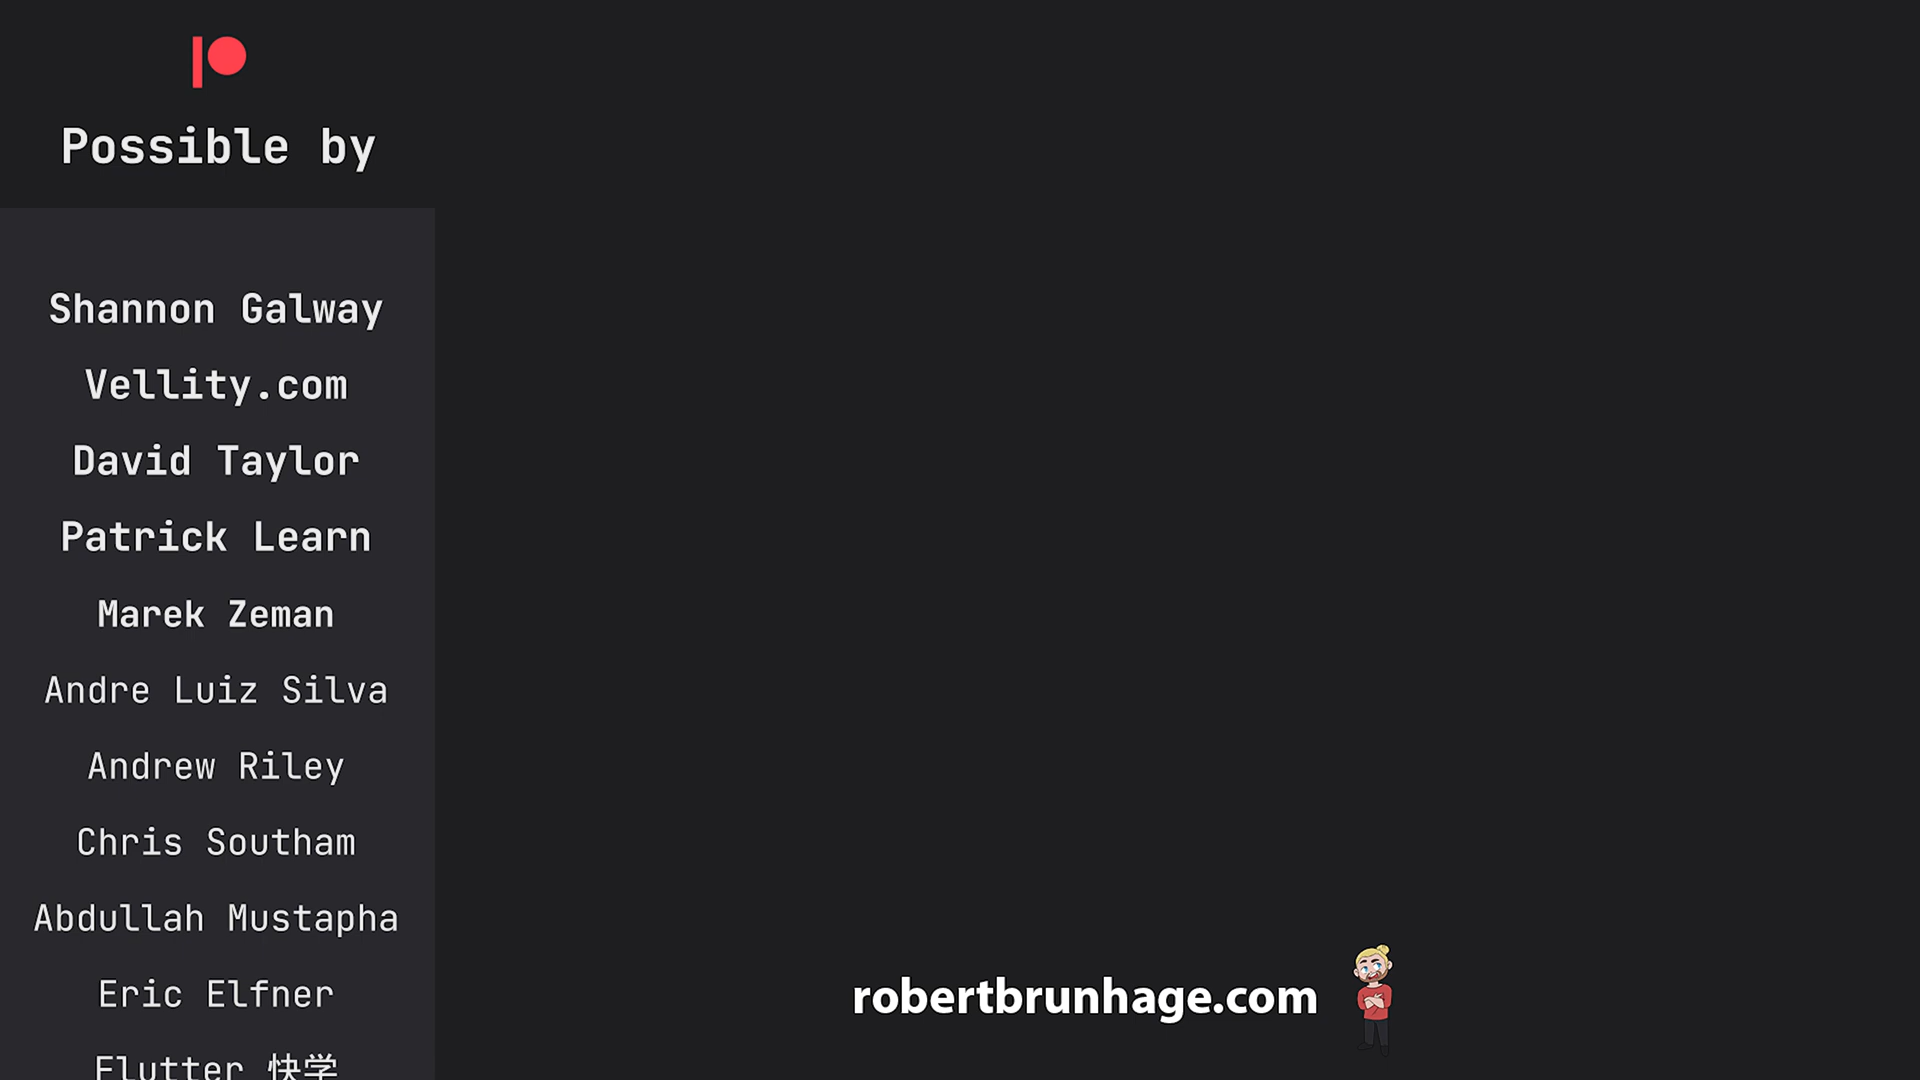 Possible by
Shannon Galway
Vellity.com
David Taylor
Patrick Learn
Marek Zeman
Andre Luiz Silva
Andrew Riley
Chris Southam
Abdullah Mustapha
Eric Elfner
Flutter 快学
robertbrunhage.com